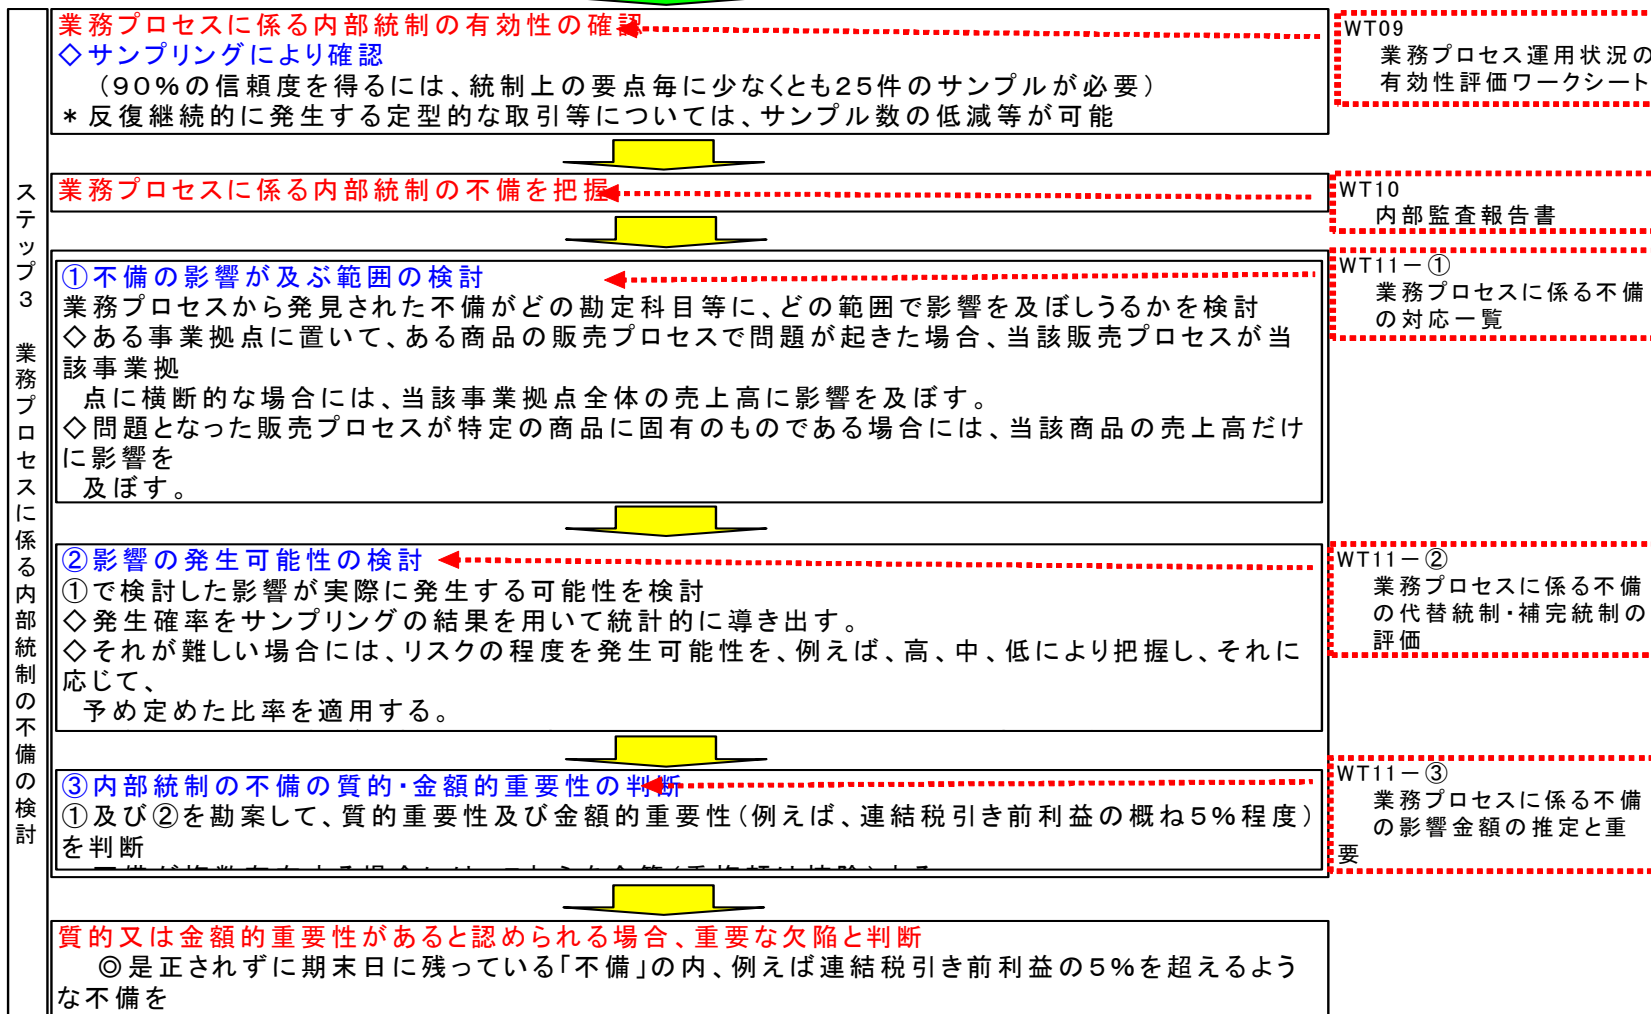 業務プロセスに係る内部統制の有効性の確認
◇サンプリングにより確認
（90%の信頼度を得るには、統制上の要点毎に少なくとも25件のサンプルが必要）
＊反復継続的に発生する定型的な取引等については、サンプル数の低減等が可能
WT09
業務プロセス運用状況の
有効性評価ワークシート
業務プロセスに係る内部統制の不備を把握
WT10
内部監査報告書
ステップ３　業務プロセスに係る内部統制の不備の検討
①不備の影響が及ぶ範囲の検討
業務プロセスから発見された不備がどの勘定科目等に、どの範囲で影響を及ぼしうるかを検討
◇ある事業拠点に置いて、ある商品の販売プロセスで問題が起きた場合、当該販売プロセスが当
該事業拠
点に横断的な場合には、当該事業拠点全体の売上高に影響を及ぼす。
◇問題となった販売プロセスが特定の商品に固有のものである場合には、当該商品の売上高だけ
に影響を
及ぼす。
WT11－①
業務プロセスに係る不備
の対応一覧
②影響の発生可能性の検討
①で検討した影響が実際に発生する可能性を検討
◇発生確率をサンプリングの結果を用いて統計的に導き出す。
◇それが難しい場合には、リスクの程度を発生可能性を、例えば、高、中、低により把握し、それに
応じて、
予め定めた比率を適用する。
WT11－②
業務プロセスに係る不備
の代替統制・補完統制の
評価
③内部統制の不備の質的・金額的重要性の判断
①及び②を勘案して、質的重要性及び金額的重要性（例えば、連結税引き前利益の概ね5%程度）
を判断
WT11－③
業務プロセスに係る不備
の影響金額の推定と重
要
質的又は金額的重要性があると認められる場合、重要な欠陥と判断
◎是正されずに期末日に残っている「不備」の内、例えば連結税引き前利益の5%を超えるよう
な不備を